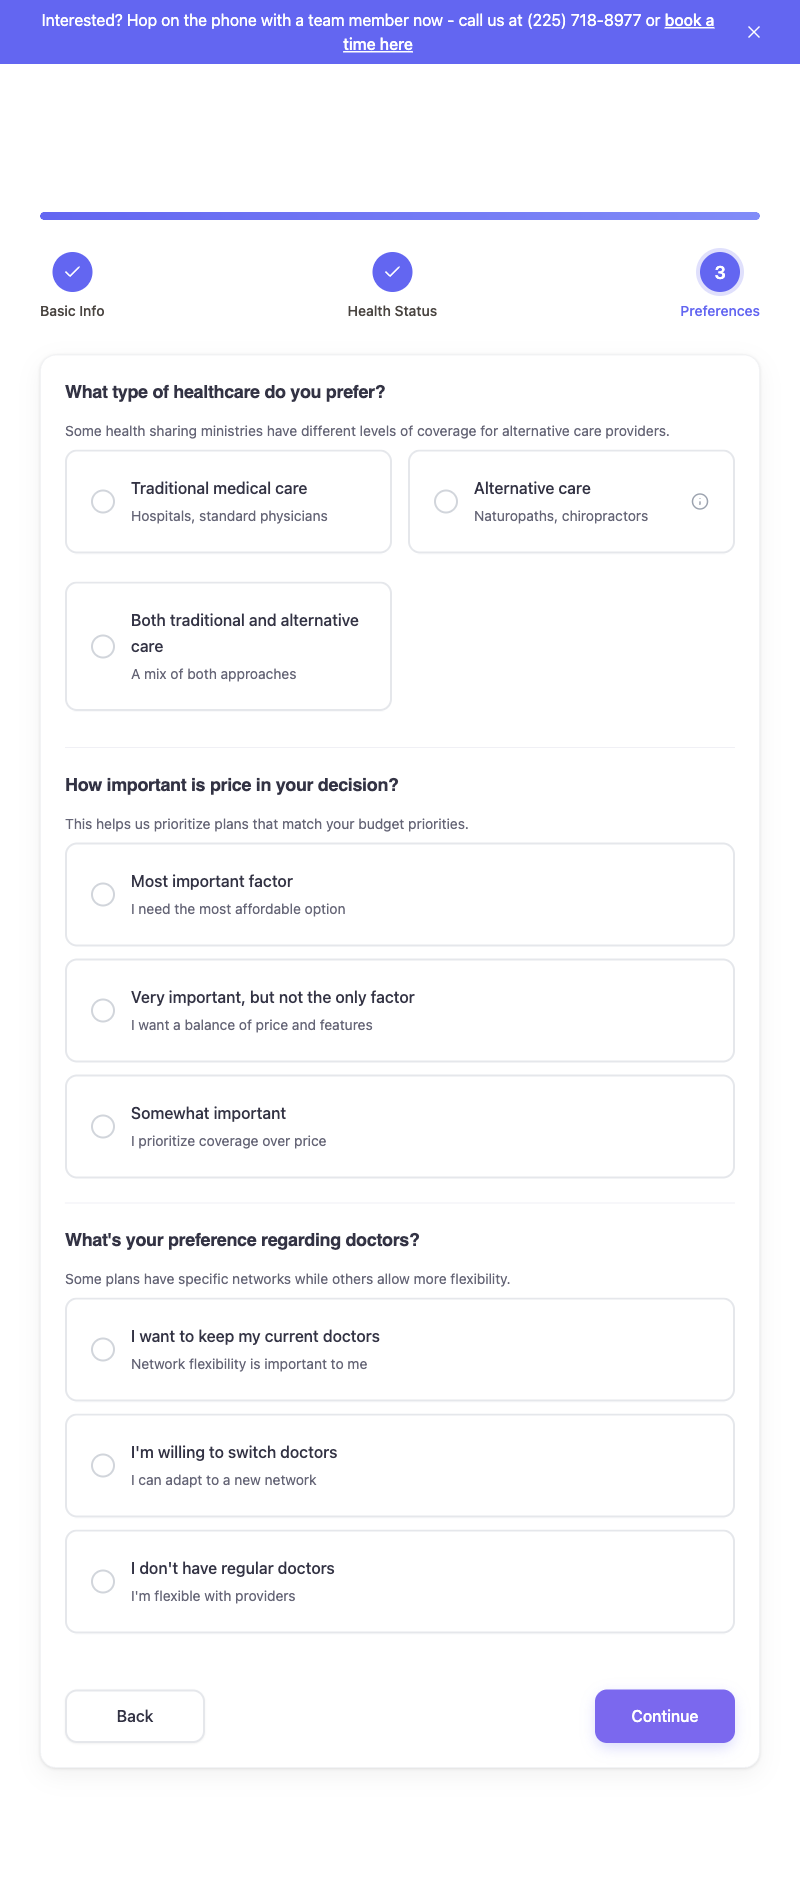 Interested? Hop on the phone with a team member now - call us at (225) 718-8977 or book a
time here
Basic Info
Health Status
3
Preferences
What type of healthcare do you prefer?
Some health sharing ministries have different levels of coverage for alternative care providers.
Traditional medical care
Hospitals, standard physicians
Alternative care
Naturopaths, chiropractors
Both traditional and alternative
care
A mix of both approaches
How important is price in your decision?
This helps us prioritize plans that match your budget priorities.
Most important factor
I need the most affordable option
Very important, but not the only factor
I want a balance of price and features
Somewhat important
I prioritize coverage over price
What's your preference regarding doctors?
Some plans have specific networks while others allow more flexibility.
I want to keep my current doctors
Network flexibility is important to me
I'm willing to switch doctors
I can adapt to a new network
I don't have regular doctors
I'm flexible with providers
Back
Continue